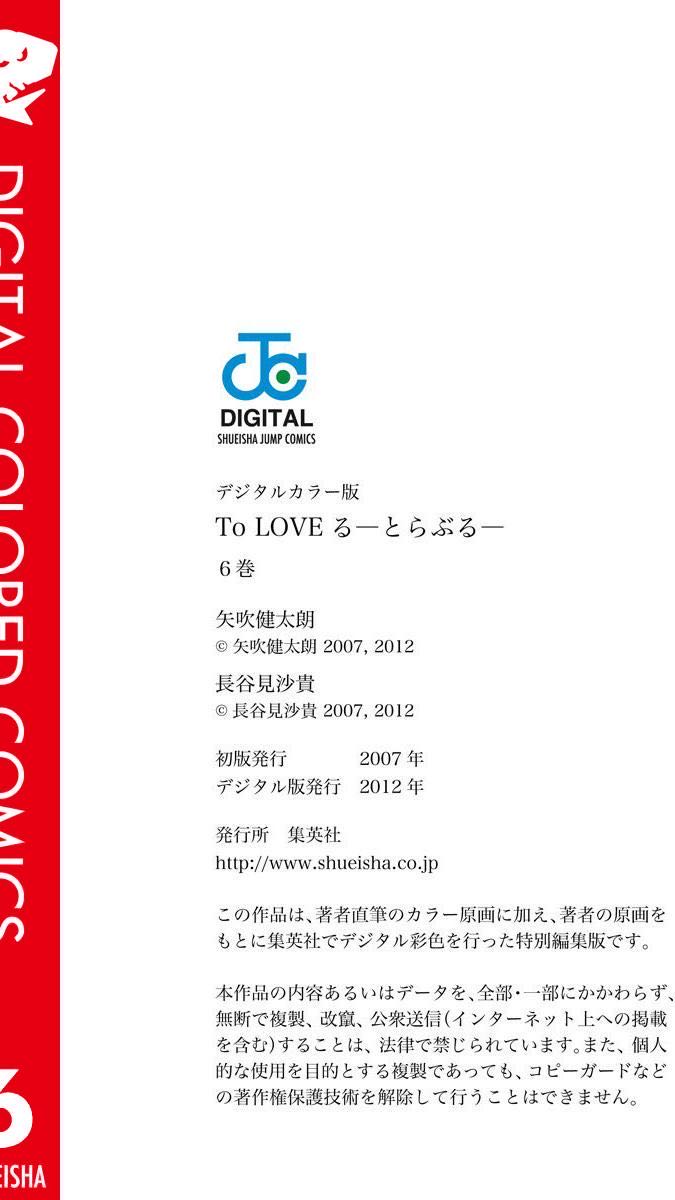 DIGITAL COLORED COMICS
6
DIGITAL
SHUEISHA JUMP COMICS
デジタルカラー版
To LOVE る―とらぶる―
６巻
矢吹健太朗
© 矢吹健太朗 2007, 2012
長谷見沙貴
© 長谷見沙貴 2007, 2012
初版発行　　　　2007 年
デジタル版発行　2012 年
発行所　集英社
http://www.shueisha.co.jp
この作品は、著者直筆のカラー原画に加え、著者の原画を
もとに集英社でデジタル彩色を行った特別編集版です。
本作品の内容あるいはデータを、全部・一部にかかわらず、
無断で複製、改竄、公衆送信（インターネット上への掲載
を含む）することは、法律で禁じられています。また、個人
的な使用を目的とする複製であっても、コピーガードなど
の著作権保護技術を解除して行うことはできません。